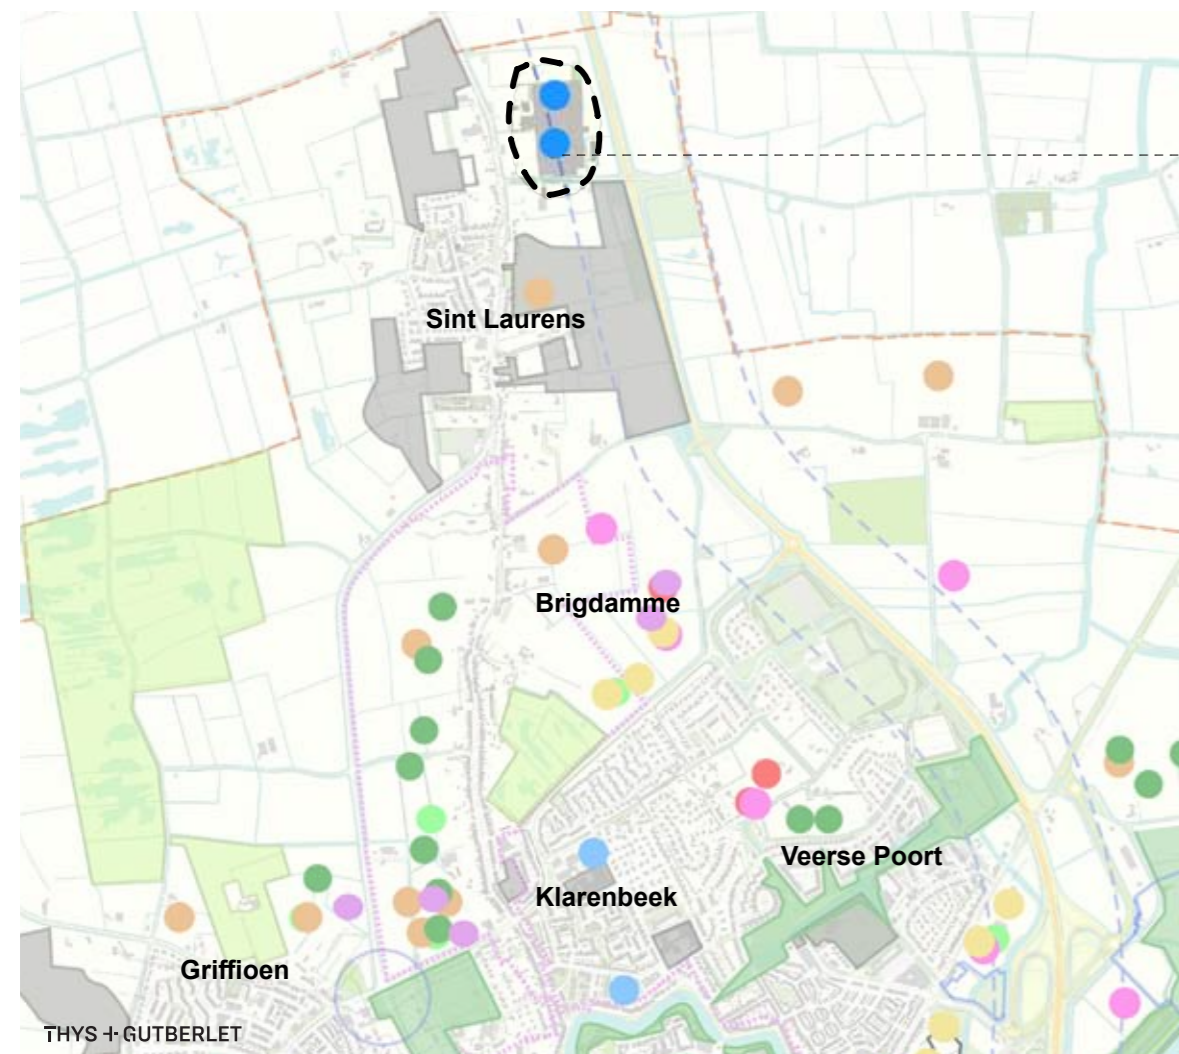 Sint Laurens
Brigdamme
Veerse Poort
Klarenbeek
Griffioen
THYS + GUTBERLET